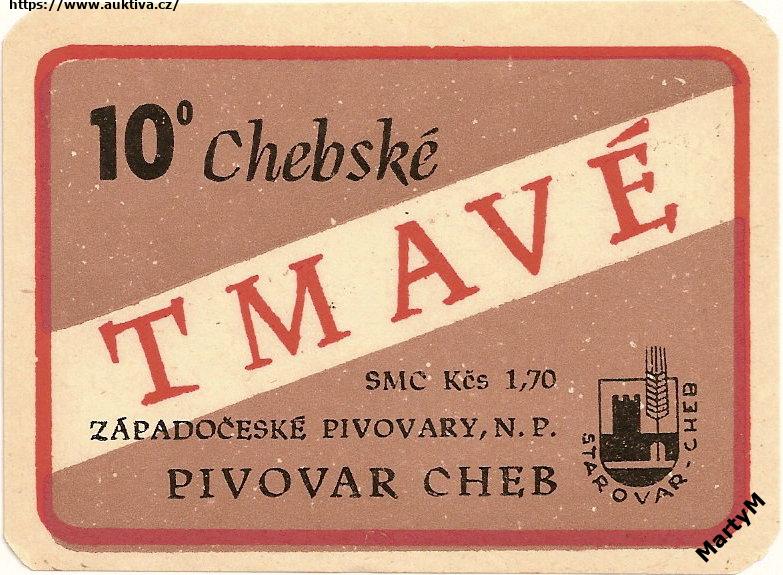 https://www.auktiva.cz/
10° Chebské
TMAVÉ
SMC Kčs 1,70
ZÁPADOČESKÉ PIVOVARY, N. P.
PIVOVAR CHEB
STAROVAR-CHEB
MartyM